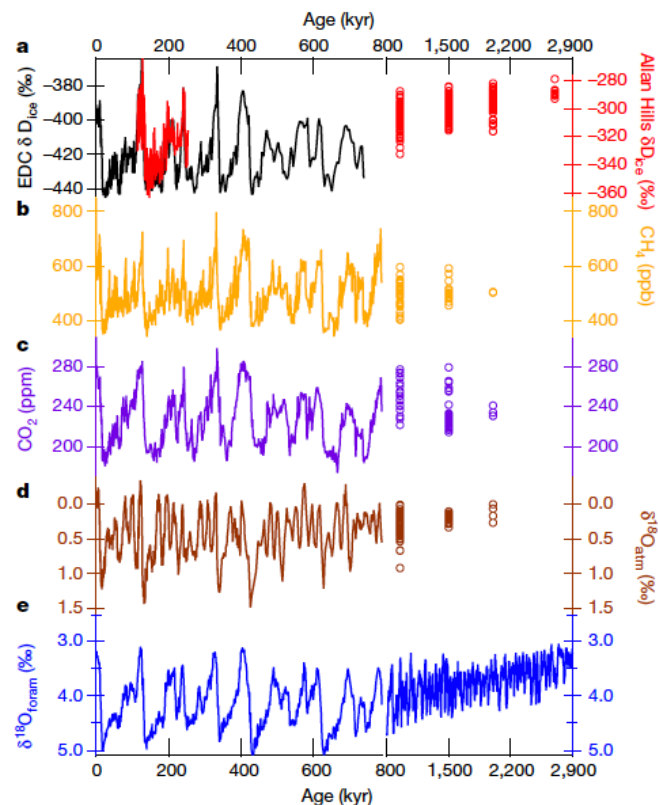 Age (kyr)
a 0 200 400 600 800 1,500 2,200 2,900
EDC δ D_ice (‰)
−380
−400
−420
−440
Allan Hills δD_ice (‰)
−280
−300
−320
−340
−360
b
800
600
400
CH₄ (ppb)
800
600
400
c
CO₂ (ppm)
280
240
200
280
240
200
d
0.0
0.5
1.0
1.5
δ¹⁸O_atm (‰)
0.0
0.5
1.0
1.5
e
δ¹⁸O_foram (‰)
3.0
4.0
5.0
3.0
4.0
5.0
0 200 400 600 800 1,500 2,200 2,900
Age (kyr)